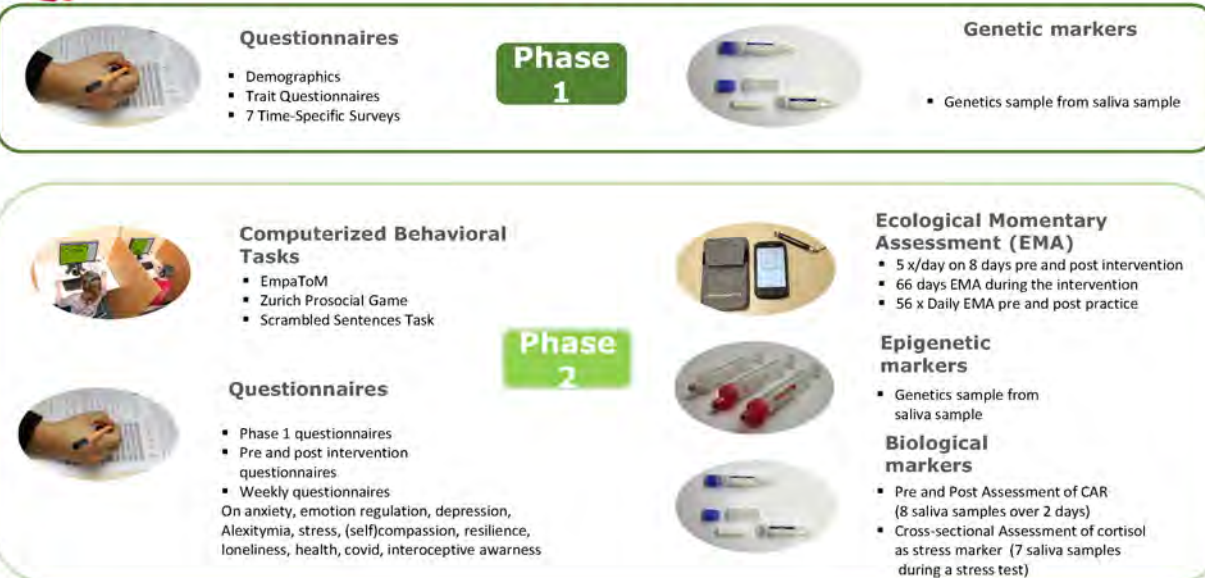 Questionnaires
▪ Demographics
▪ Trait Questionnaires
▪ 7 Time-Specific Surveys
Phase
1
Genetic markers
▪ Genetics sample from saliva sample
Computerized Behavioral
Tasks
▪ EmpaToM
▪ Zurich Prosocial Game
▪ Scrambled Sentences Task
Questionnaires
▪ Phase 1 questionnaires
▪ Pre and post intervention
questionnaires
▪ Weekly questionnaires
On anxiety, emotion regulation, depression,
Alexitymia, stress, (self)compassion, resilience,
loneliness, health, covid, interoceptive awarness
Phase
2
Ecological Momentary
Assessment (EMA)
▪ 5 x/day on 8 days pre and post intervention
▪ 66 days EMA during the intervention
▪ 56 x Daily EMA pre and post practice
Epigenetic
markers
▪ Genetics sample from
saliva sample
Biological
markers
▪ Pre and Post Assessment of CAR
(8 saliva samples over 2 days)
▪ Cross-sectional Assessment of cortisol
as stress marker (7 saliva samples
during a stress test)